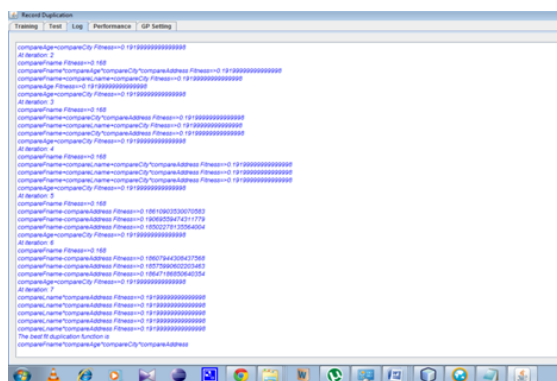 Record Duplication
Training Test Log Performance GP Setting
compareAge+compareCity Fitness=>0.19199999999999998
At iteration: 2
compareFname Fitness=>0.168
compareFname*compareAge*compareCity*compareAddress Fitness=>0.19199999999999998
compareFname+compareLname+compareCity Fitness=>0.19199999999999998
compareAge Fitness=>0.19199999999999998
compareAge+compareCity Fitness=>0.19199999999999998
At iteration: 3
compareFname Fitness=>0.168
compareFname+compareCity*compareAddress Fitness=>0.19199999999999998
compareFname+compareLname+compareCity Fitness=>0.19199999999999998
compareFname+compareCity*compareAddress Fitness=>0.19199999999999998
compareAge+compareCity Fitness=>0.19199999999999998
At iteration: 4
compareFname Fitness=>0.168
compareFname+compareLname+compareCity*compareAddress Fitness=>0.19199999999999998
compareFname+compareLname+compareCity*compareAddress Fitness=>0.19199999999999998
compareFname+compareLname+compareCity*compareAddress Fitness=>0.19199999999999998
compareAge+compareCity Fitness=>0.19199999999999998
At iteration: 5
compareFname Fitness=>0.168
compareFname-compareAddress Fitness=>0.18610903530070583
compareFname-compareAddress Fitness=>0.19069559474311779
compareFname-compareAddress Fitness=>0.18502278135564004
compareAge+compareCity Fitness=>0.19199999999999998
At iteration: 6
compareFname Fitness=>0.168
compareFname-compareAddress Fitness=>0.18607944306437568
compareFname-compareAddress Fitness=>0.18575990602203463
compareFname-compareAddress Fitness=>0.18647186850640354
compareAge+compareCity Fitness=>0.19199999999999998
At iteration: 7
compareLname*compareAddress Fitness=>0.19199999999999998
compareLname*compareAddress Fitness=>0.19199999999999998
compareLname*compareAddress Fitness=>0.19199999999999998
compareLname*compareAddress Fitness=>0.19199999999999998
compareLname*compareAddress Fitness=>0.19199999999999998
The best fit duplication function is
compareFname*compareAge*compareCity*compareAddress